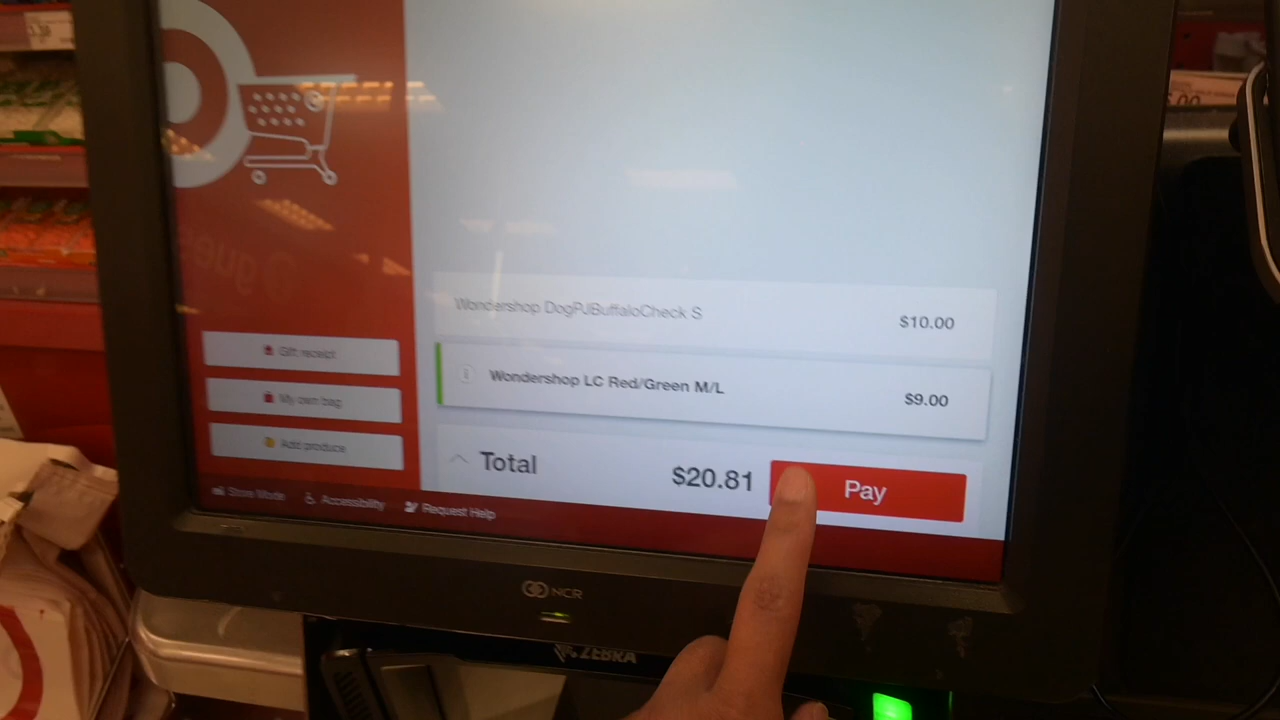 Wondershop DogPJBuffaloCheck S
$10.00
Wondershop LC Red/Green M/L
$9.00
Total
$20.81
Pay
Gift receipt
My own bag
Add produce
Store Mode
Accessibility
Request Help
NCR
ZEBRA